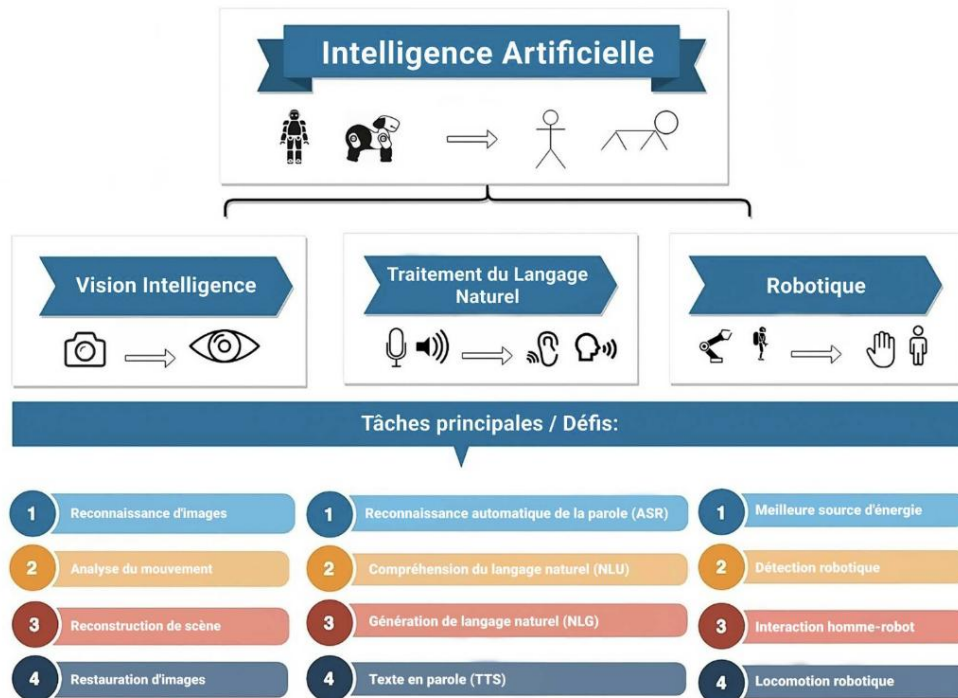 Intelligence Artificielle
Vision Intelligence
Traitement du Langage
Naturel
Robotique
Tâches principales / Défis:
1 Reconnaissance d'images
2 Analyse du mouvement
3 Reconstruction de scène
4 Restauration d'images
1 Reconnaissance automatique de la parole (ASR)
2 Compréhension du langage naturel (NLU)
3 Génération de langage naturel (NLG)
4 Texte en parole (TTS)
1 Meilleure source d'énergie
2 Détection robotique
3 Interaction homme-robot
4 Locomotion robotique